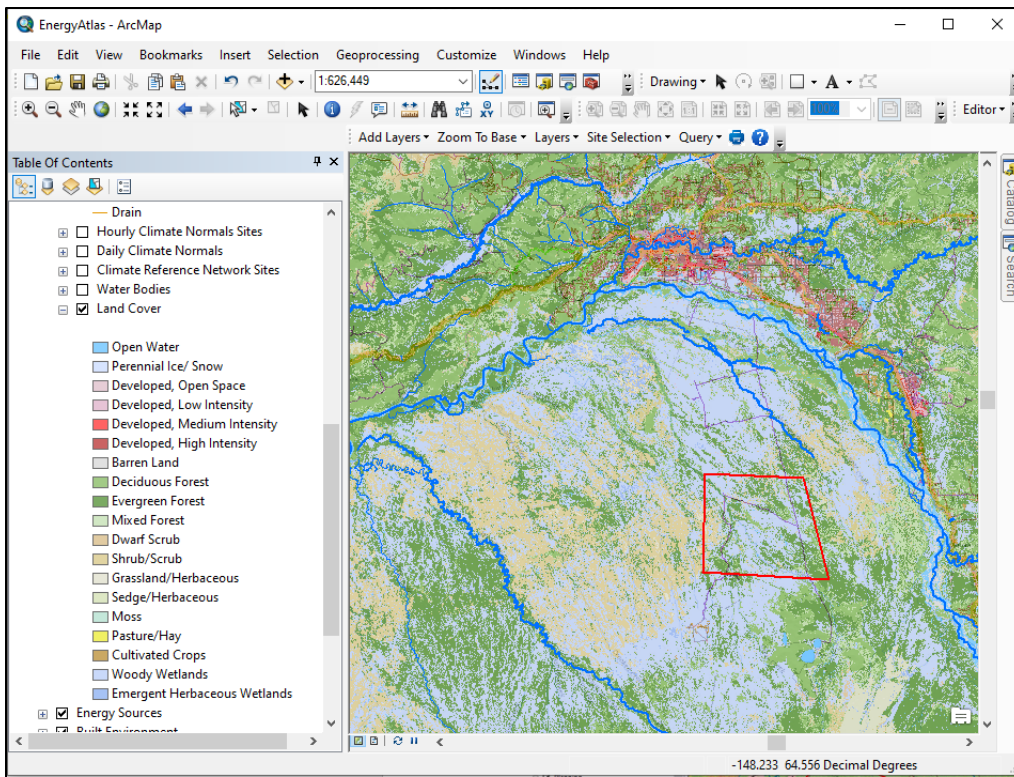 EnergyAtlas - ArcMap
File Edit View Bookmarks Insert Selection Geoprocessing Customize Windows Help
1:626,449 Drawing
100% Editor
Add Layers Zoom To Base Layers Site Selection Query
Table Of Contents
Drain
Hourly Climate Normals Sites
Daily Climate Normals
Climate Reference Network Sites
Water Bodies
Land Cover
Open Water
Perennial Ice/ Snow
Developed, Open Space
Developed, Low Intensity
Developed, Medium Intensity
Developed, High Intensity
Barren Land
Deciduous Forest
Evergreen Forest
Mixed Forest
Dwarf Scrub
Shrub/Scrub
Grassland/Herbaceous
Sedge/Herbaceous
Moss
Pasture/Hay
Cultivated Crops
Woody Wetlands
Emergent Herbaceous Wetlands
Energy Sources
Built Environment
Catalog
Search
-148.233 64.556 Decimal Degrees